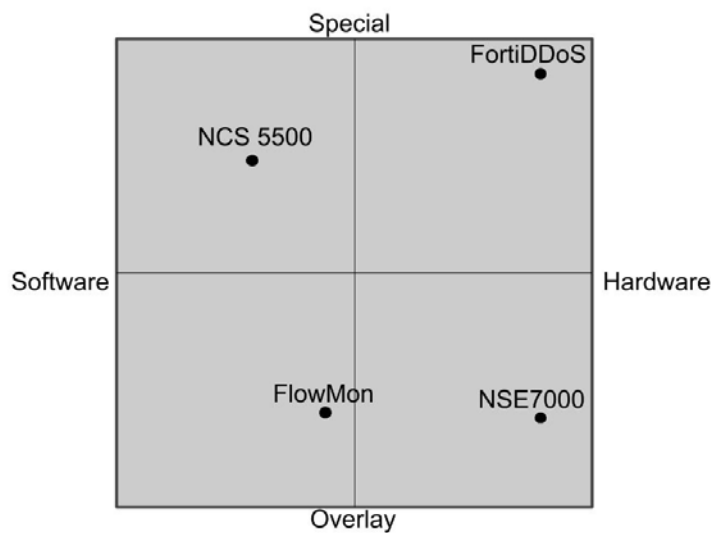 Special
FortiDDoS
NCS 5500
Software
Hardware
FlowMon
NSE7000
Overlay